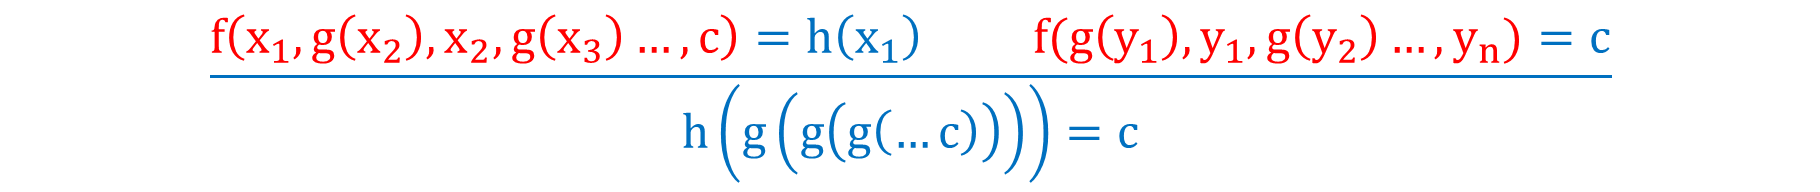 f(x₁, g(x₂), x₂, g(x₃) …, c) = h(x₁) f(g(y₁), y₁, g(y₂) …, yₙ) = c
h(g(g(g(… c)))) = c